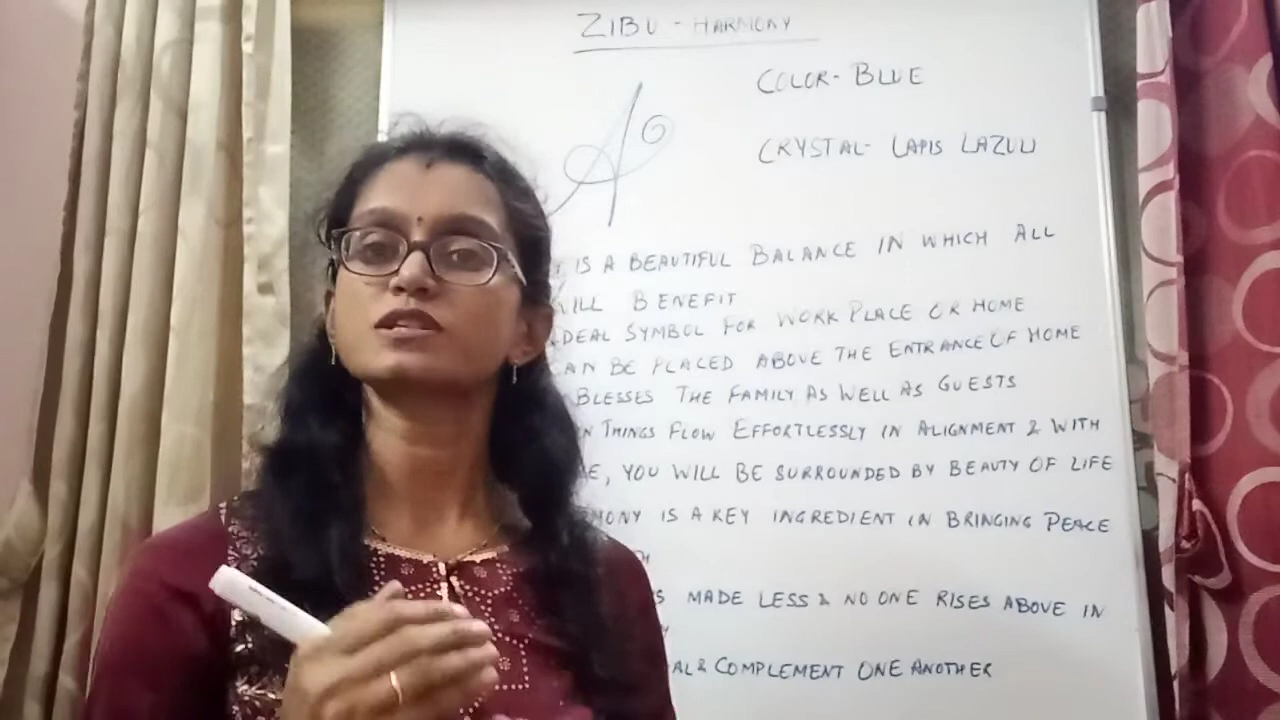 ZIBU - HARMONY
COLOR- BLUE
CRYSTAL- LAPIS LAZULI
IS A BEAUTIFUL BALANCE IN WHICH ALL
BENEFIT
SYMBOL FOR WORK PLACE OR HOME
BE PLACED ABOVE THE ENTRANCE OF HOME
BLESSES THE FAMILY AS WELL AS GUESTS
THINGS FLOW EFFORTLESSLY IN ALIGNMENT & WITH
YOU WILL BE SURROUNDED BY BEAUTY OF LIFE
IS A KEY INGREDIENT IN BRINGING PEACE
MADE LESS & NO ONE RISES ABOVE IN
& COMPLEMENT ONE ANOTHER